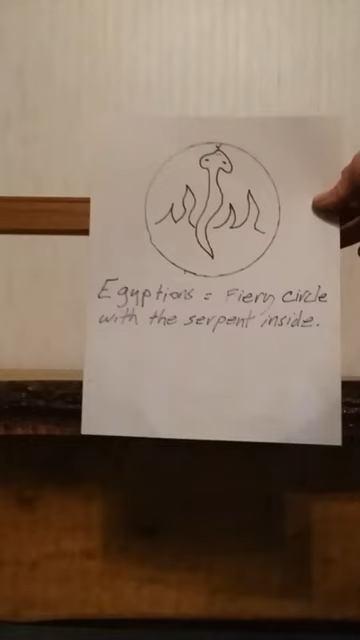 Egyptions = Fiery circle
with the serpent inside.